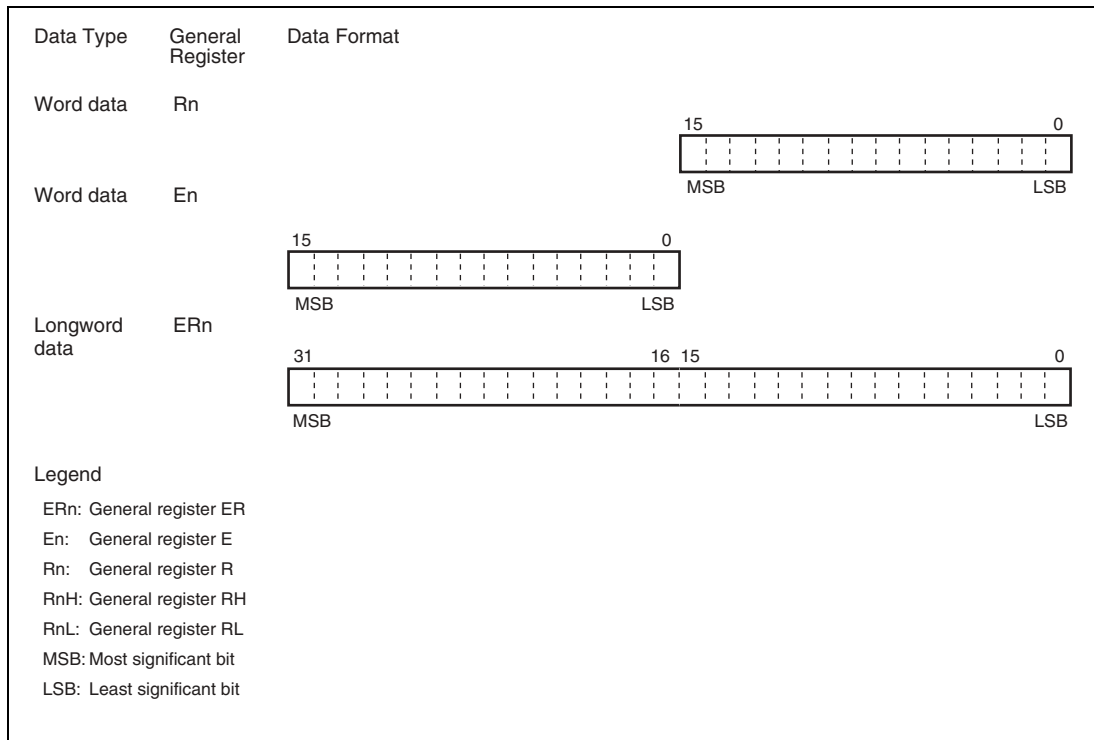 Data Type General Register Data Format
Word data Rn
15 0
MSB LSB
Word data En
15 0
MSB LSB
Longword data ERn
31 16 15 0
MSB LSB
Legend
ERn: General register ER
En: General register E
Rn: General register R
RnH: General register RH
RnL: General register RL
MSB: Most significant bit
LSB: Least significant bit